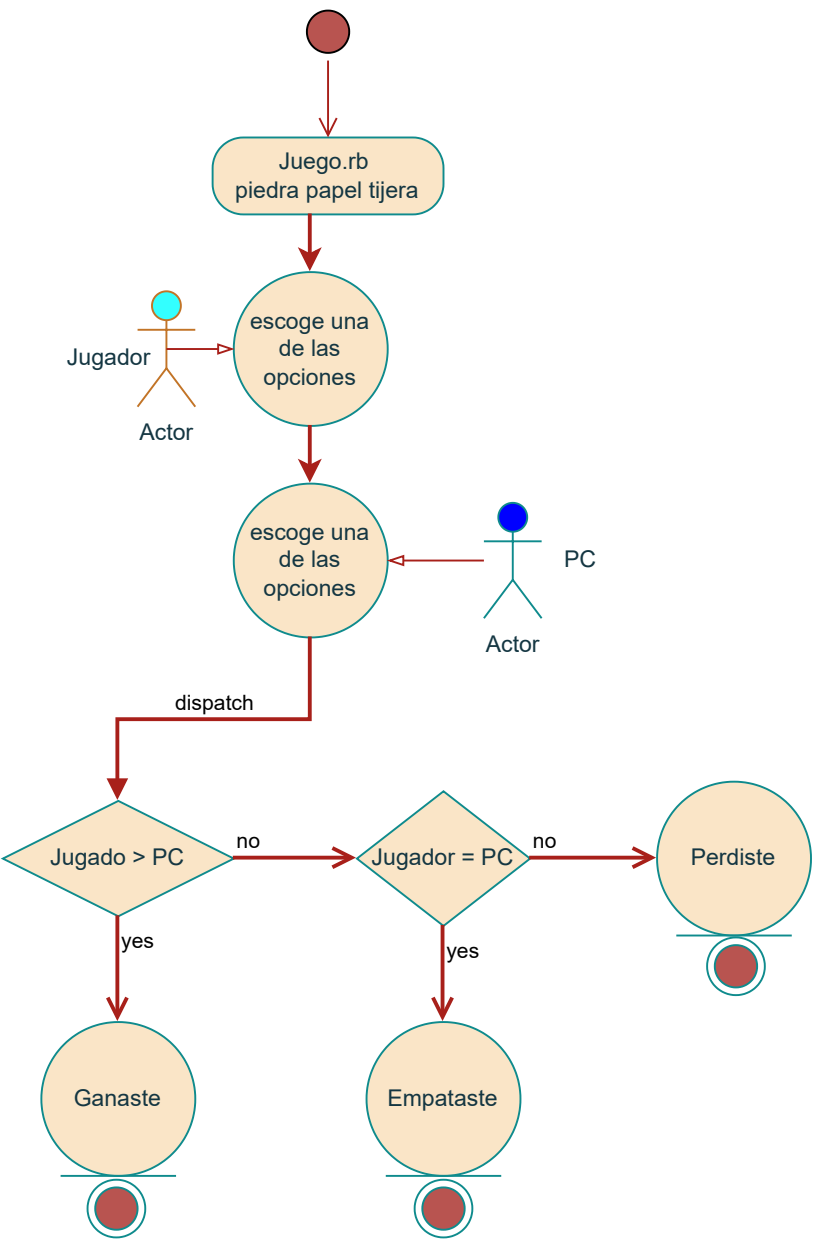 Juego.rb
piedra papel tijera
escoge una
de las
opciones
Jugador
Actor
escoge una
de las
opciones
PC
Actor
dispatch
Jugado > PC
no
Jugador = PC
no
Perdiste
yes
yes
Ganaste
Empataste